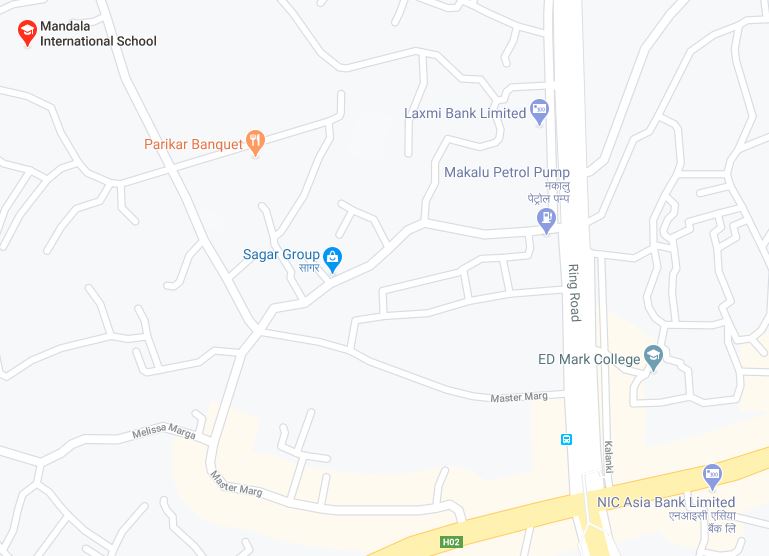 Mandala
International School
Laxmi Bank Limited
Parikar Banquet
Makalu Petrol Pump
मकालु
पेट्रोल पम्प
Sagar Group
सागर
Ring Road
ED Mark College
Master Marg
Melissa Marga
Kalanki
Master Marg
NIC Asia Bank Limited
एनआइसी एसिया
बैंक लि
H02